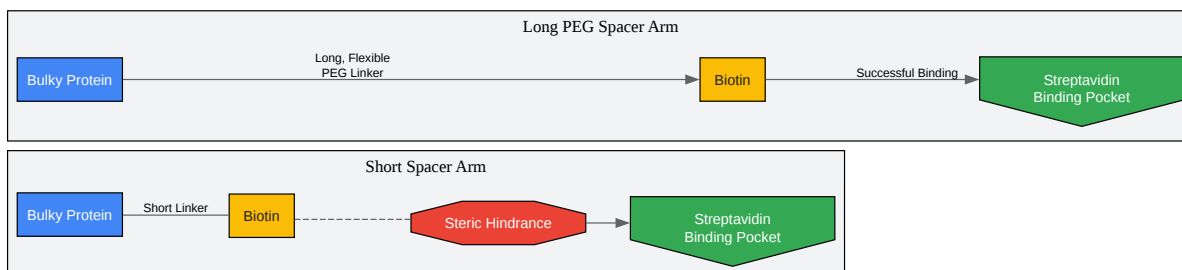 Long PEG Spacer Arm
Bulky Protein
Long, Flexible
PEG Linker
Biotin
Successful Binding
Streptavidin
Binding Pocket
Short Spacer Arm
Bulky Protein
Short Linker
Biotin
Steric Hindrance
Streptavidin
Binding Pocket